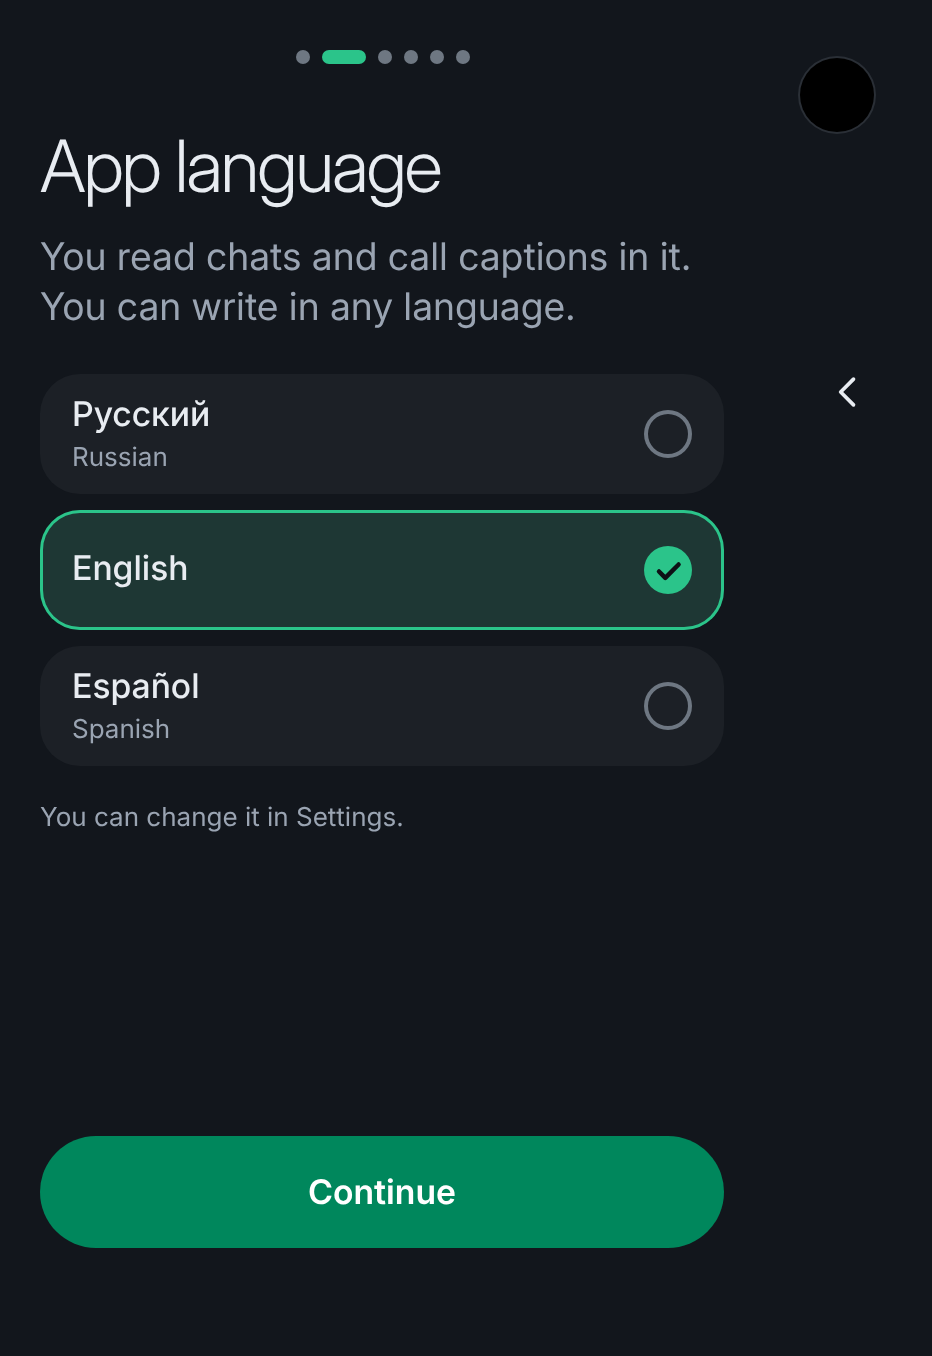 App language
You read chats and call captions in it.
You can write in any language.
Русский
Russian
English
Español
Spanish
You can change it in Settings.
Continue